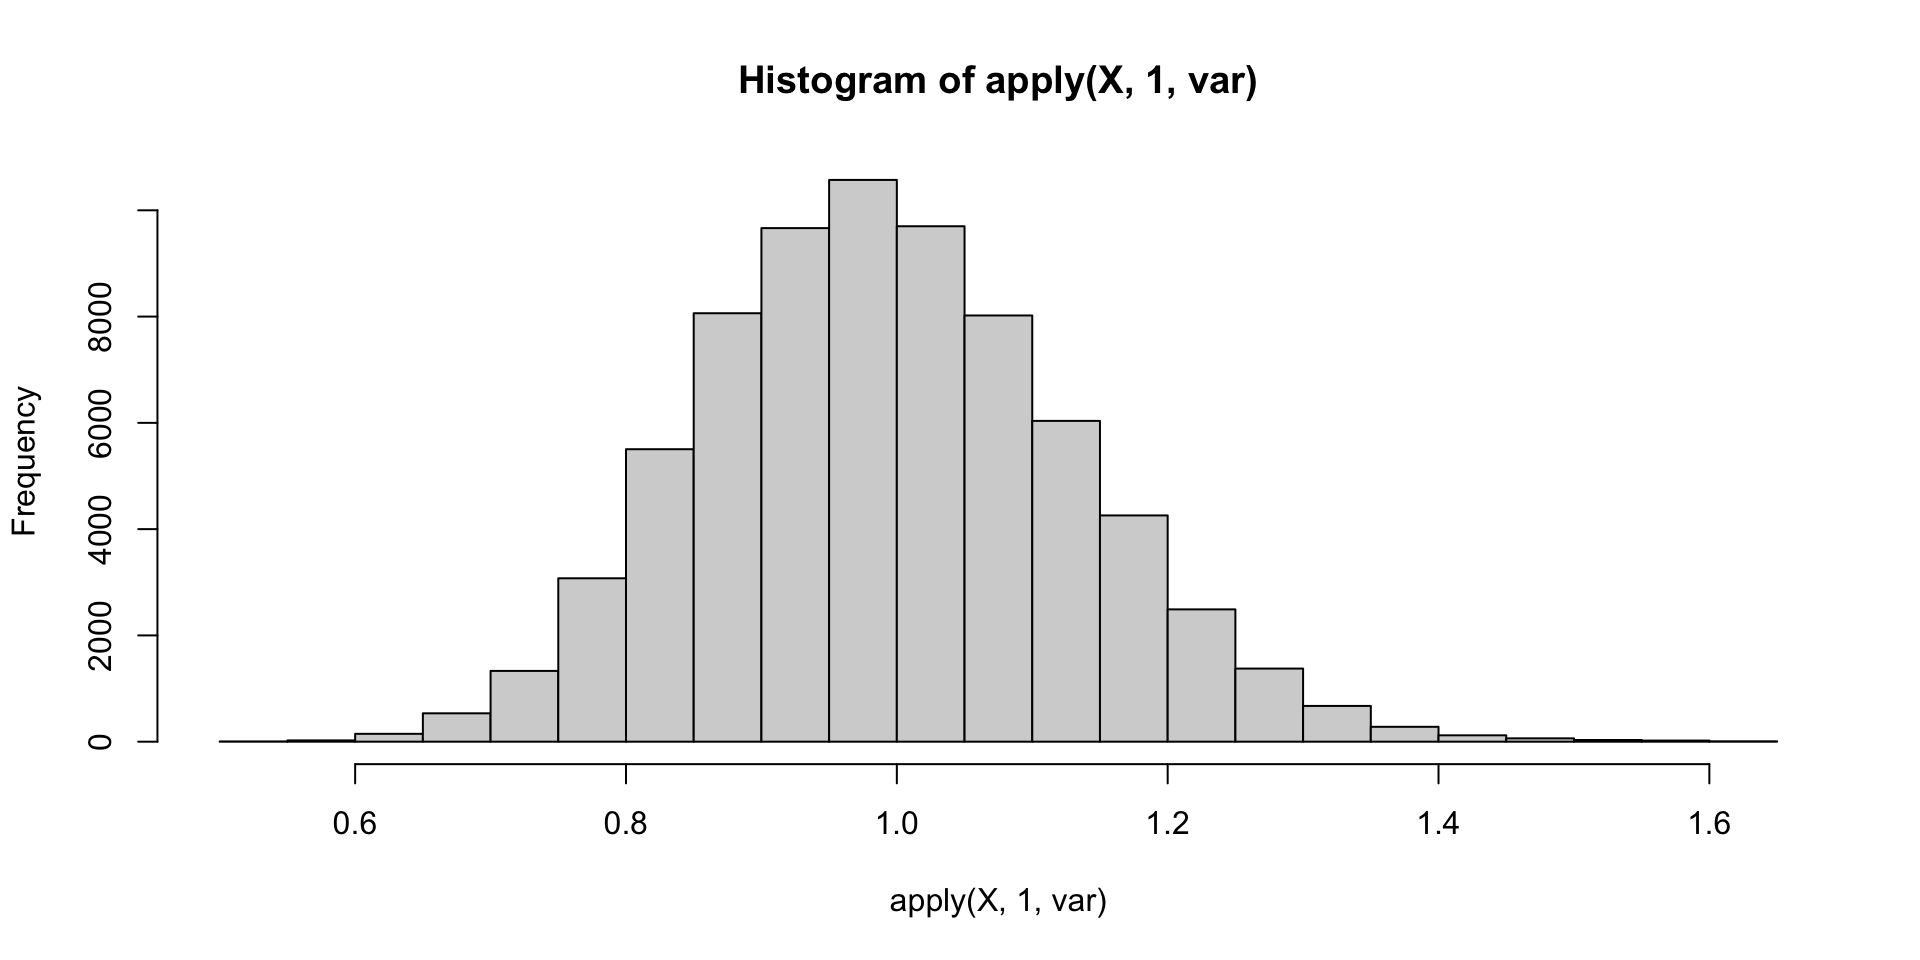 Histogram of apply(X, 1, var)
Frequency
8000
6000
4000
2000
0
0.6 0.8 1.0 1.2 1.4 1.6
apply(X, 1, var)